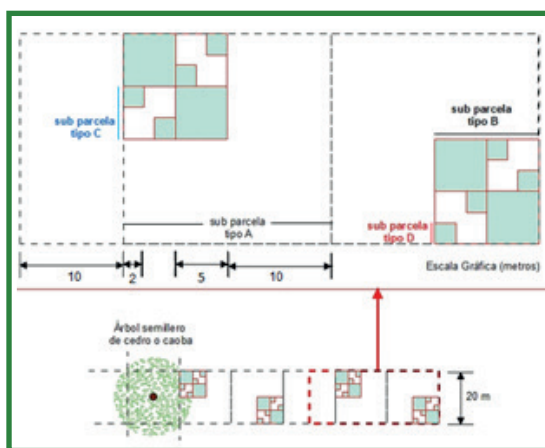 sub parcela
tipo C
sub parcela
tipo B
sub parcela
tipo A
sub parcela
tipo D
10
2
5
10
Escala Gráfica (metros)
Árbol semillero
de cedro o caoba
20 m